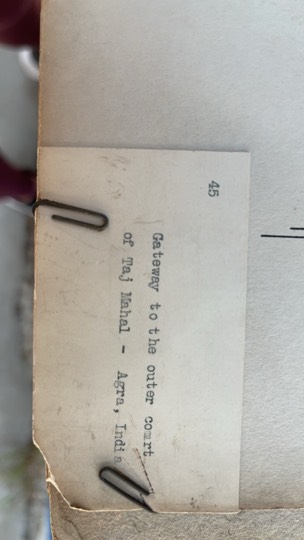 45
Gateway to the outer court
of Taj Mahal - Agra, India